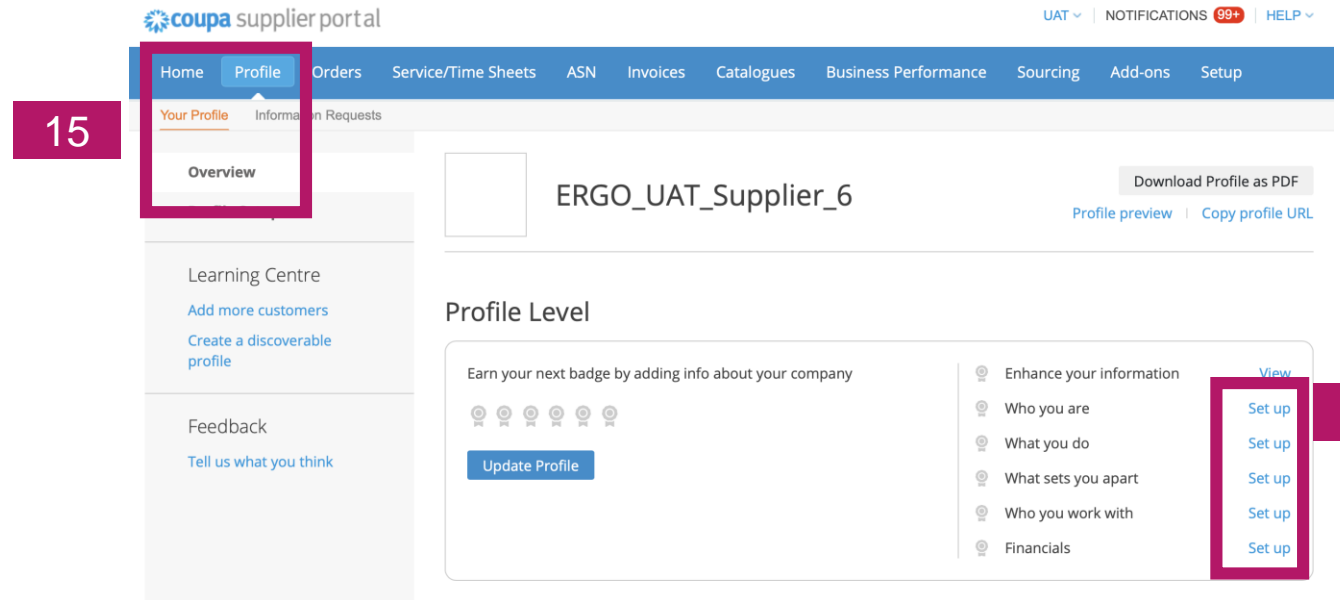 coupa supplier portal
UAT NOTIFICATIONS 99+ HELP
Home Profile Orders Service/Time Sheets ASN Invoices Catalogues Business Performance Sourcing Add-ons Setup
15
Your Profile Information Requests
Overview
ERGO_UAT_Supplier_6
Download Profile as PDF
Profile preview Copy profile URL
Learning Centre
Add more customers
Create a discoverable
profile
Feedback
Tell us what you think
Profile Level
Earn your next badge by adding info about your company
Update Profile
Enhance your information View
Who you are Set up
What you do Set up
What sets you apart Set up
Who you work with Set up
Financials Set up